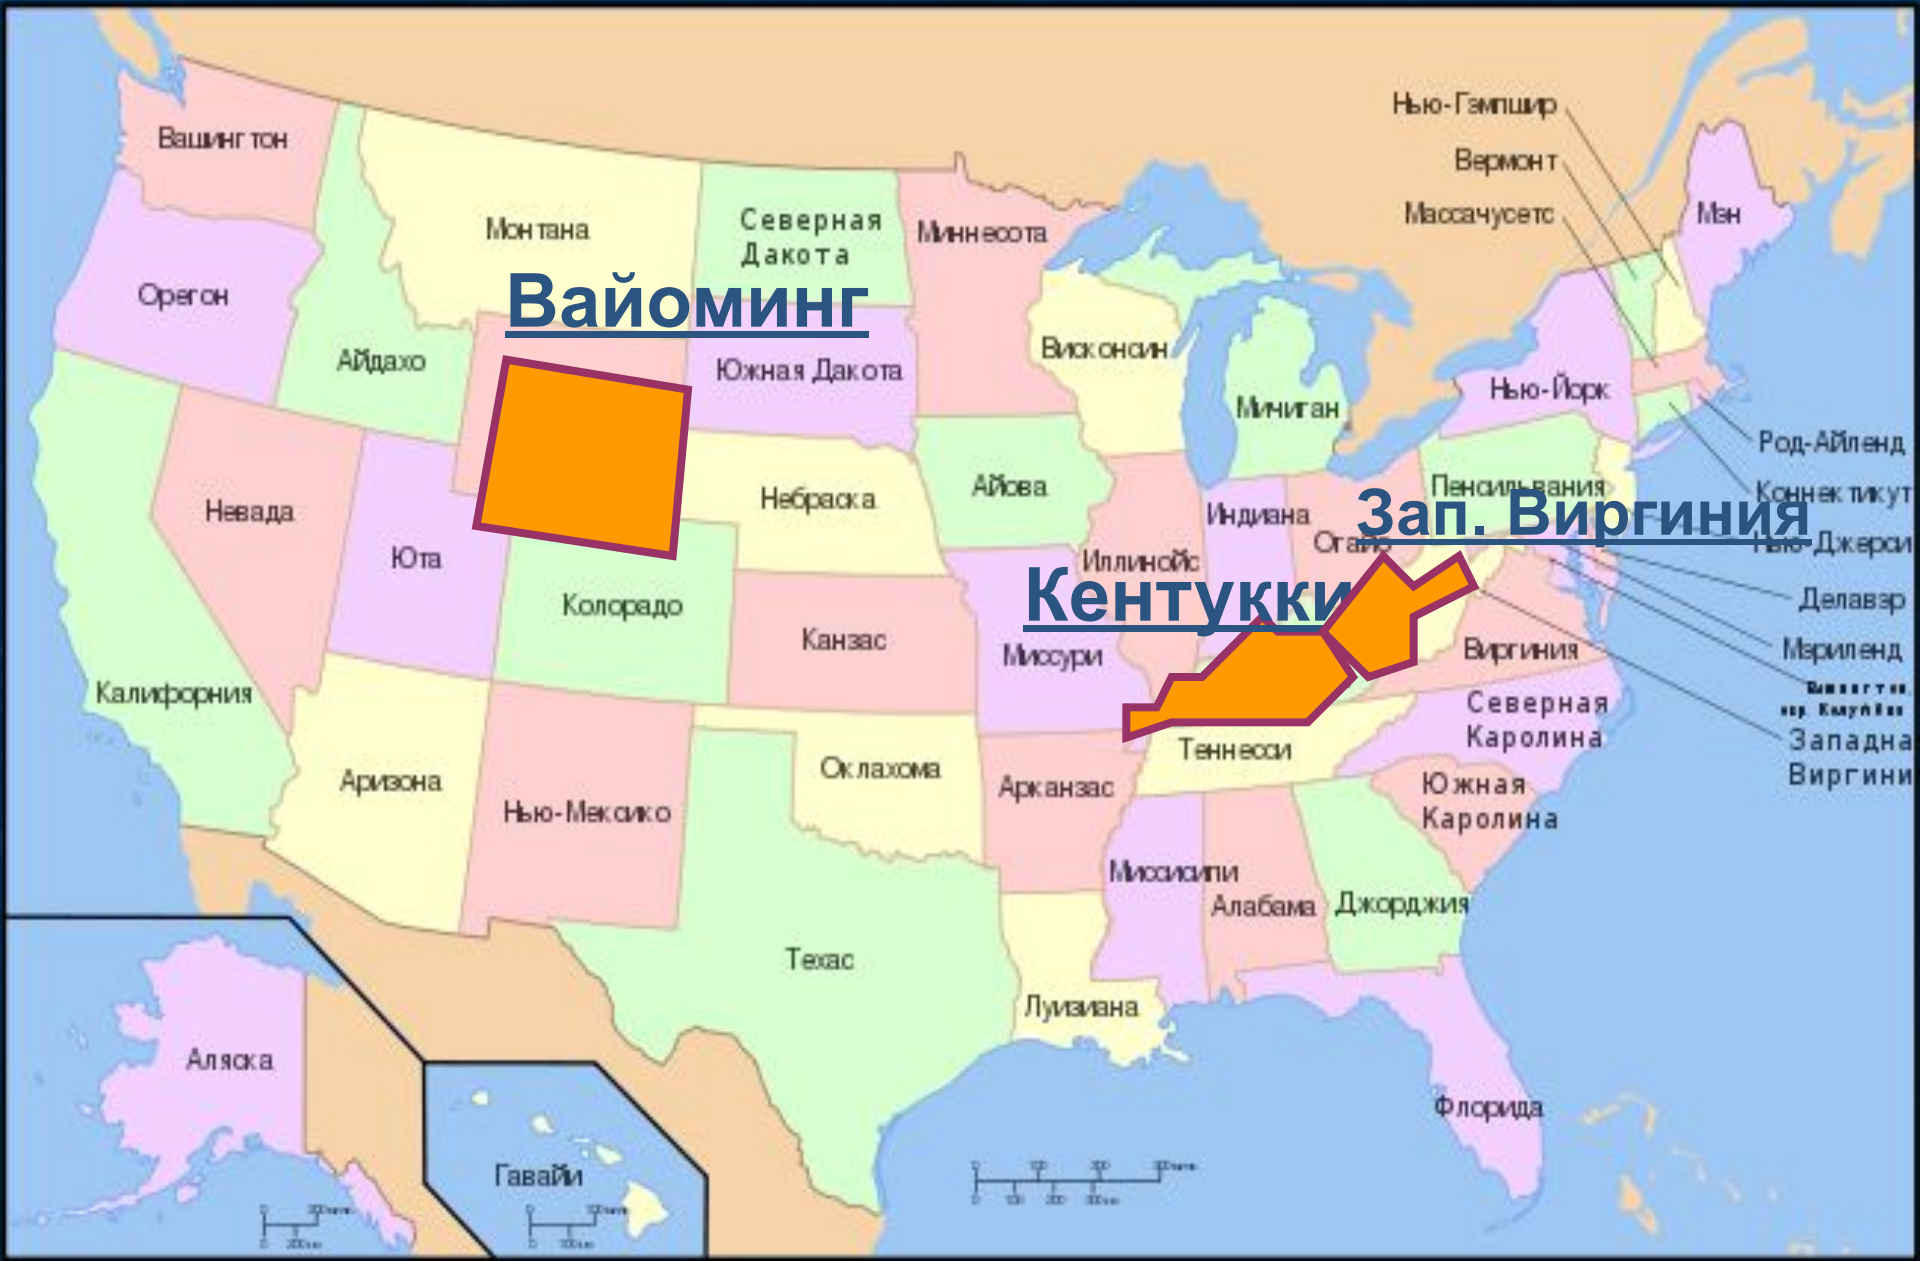 Нью-Гэмпшир
Вермонт
Массачусетс
Мэн
Вашингтон
Монтана
Северная
Дакота
Миннесота
Орегон
Вайоминг
Айдахо
Южная Дакота
Висконсин
Мичиган
Нью-Йорк
Род-Айленд
Невада
Небраска
Айова
Индиана
Пенсильвания
Коннектикут
Зап. Виргиния
Огайо
Нью-Джерси
Юта
Колорадо
Иллинойс
Кентукки
Делавэр
Канзас
Миссури
Виргиния
Мэриленд
Калифорния
Северная
Каролина
Западна
Виргини
Теннесси
Аризона
Нью-Мексико
Оклахома
Арканзас
Южная
Каролина
Миссисипи
Алабама
Джорджия
Техас
Луизиана
Аляска
Флорида
Гавайи